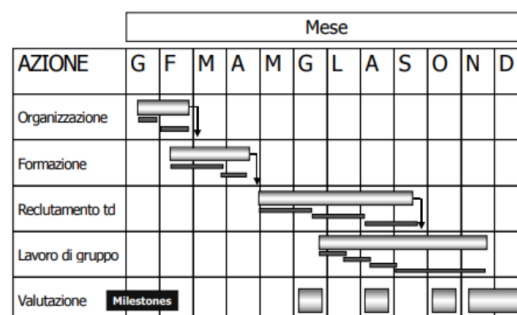 Mese
AZIONE G F M A M G L A S O N D
Organizzazione
Formazione
Reclutamento td
Lavoro di gruppo
Valutazione Milestones